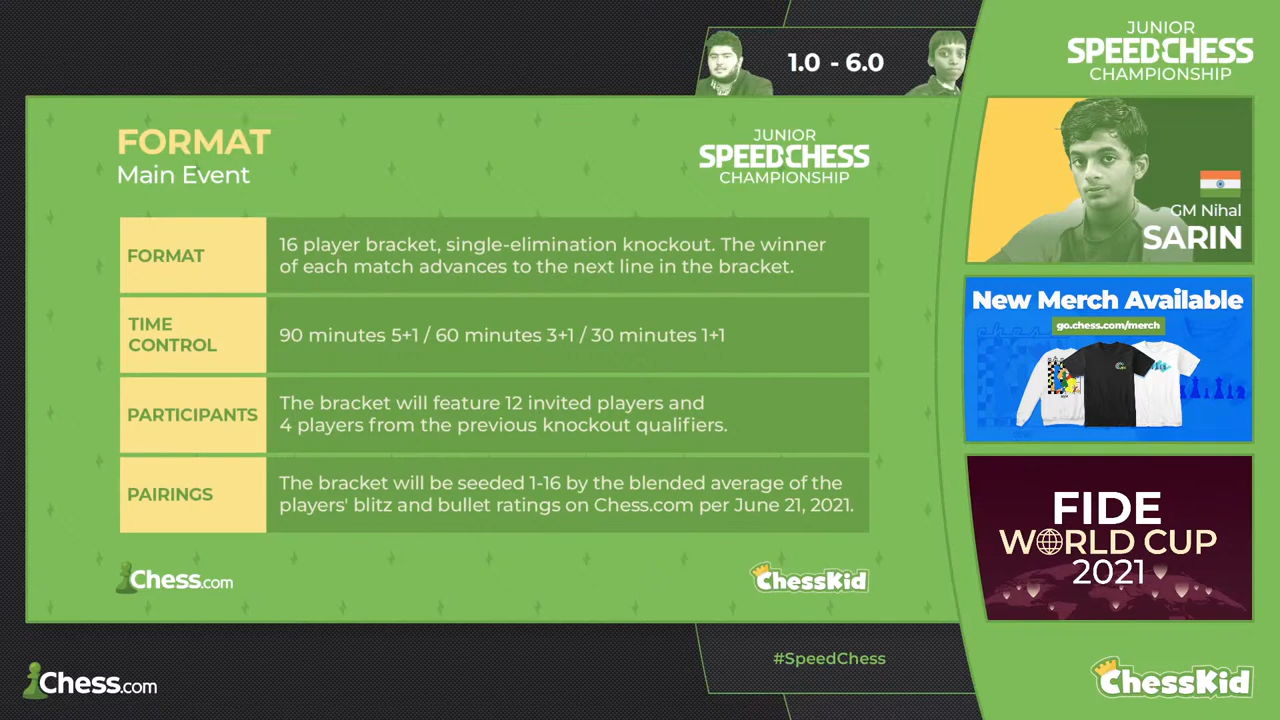 1.0 - 6.0
JUNIOR
SPEEDCHESS
CHAMPIONSHIP
FORMAT
Main Event
JUNIOR
SPEEDCHESS
CHAMPIONSHIP
FORMAT
16 player bracket, single-elimination knockout. The winner
of each match advances to the next line in the bracket.
TIME
CONTROL
90 minutes 5+1 / 60 minutes 3+1 / 30 minutes 1+1
PARTICIPANTS
The bracket will feature 12 invited players and
4 players from the previous knockout qualifiers.
PAIRINGS
The bracket will be seeded 1-16 by the blended average of the
players' blitz and bullet ratings on Chess.com per June 21, 2021.
Chess.com
ChessKid
GM Nihal
SARIN
New Merch Available
go.chess.com/merch
FIDE
WORLD CUP
2021
#SpeedChess
Chess.com
ChessKid